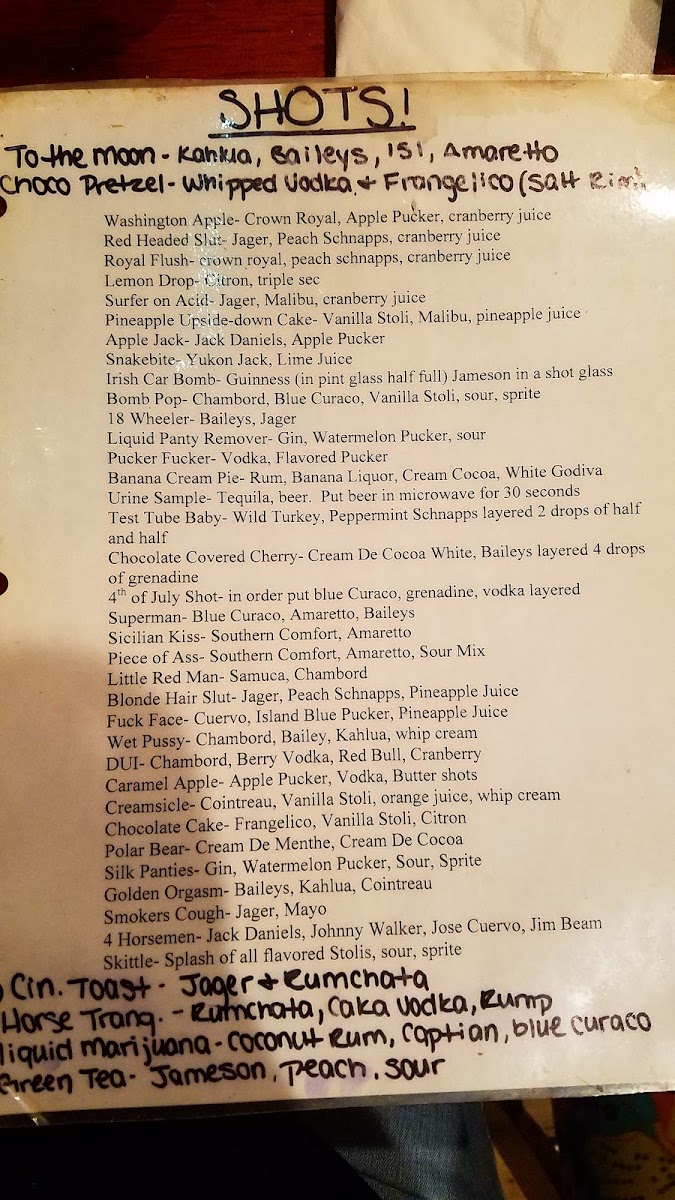 SHOTS!
To the moon - Kahlua, Baileys, 151, Amaretto
Choco Pretzel - Whipped Vodka + Frangelico (Salt Rim)
Washington Apple- Crown Royal, Apple Pucker, cranberry juice
Red Headed Slut- Jager, Peach Schnapps, cranberry juice
Royal Flush- crown royal, peach schnapps, cranberry juice
Lemon Drop- Citron, triple sec
Surfer on Acid- Jager, Malibu, cranberry juice
Pineapple Upside-down Cake- Vanilla Stoli, Malibu, pineapple juice
Apple Jack- Jack Daniels, Apple Pucker
Snakebite- Yukon Jack, Lime Juice
Irish Car Bomb- Guinness (in pint glass half full) Jameson in a shot glass
Bomb Pop- Chambord, Blue Curaco, Vanilla Stoli, sour, sprite
18 Wheeler- Baileys, Jager
Liquid Panty Remover- Gin, Watermelon Pucker, sour
Pucker Fucker- Vodka, Flavored Pucker
Banana Cream Pie- Rum, Banana Liquor, Cream Cocoa, White Godiva
Urine Sample- Tequila, beer.  Put beer in microwave for 30 seconds
Test Tube Baby- Wild Turkey, Peppermint Schnapps layered 2 drops of half
and half
Chocolate Covered Cherry- Cream De Cocoa White, Baileys layered 4 drops
of grenadine
4th of July Shot- in order put blue Curaco, grenadine, vodka layered
Superman- Blue Curaco, Amaretto, Baileys
Sicilian Kiss- Southern Comfort, Amaretto
Piece of Ass- Southern Comfort, Amaretto, Sour Mix
Little Red Man- Samuca, Chambord
Blonde Hair Slut- Jager, Peach Schnapps, Pineapple Juice
Fuck Face- Cuervo, Island Blue Pucker, Pineapple Juice
Wet Pussy- Chambord, Bailey, Kahlua, whip cream
DUI- Chambord, Berry Vodka, Red Bull, Cranberry
Caramel Apple- Apple Pucker, Vodka, Butter shots
Creamsicle- Cointreau, Vanilla Stoli, orange juice, whip cream
Chocolate Cake- Frangelico, Vanilla Stoli, Citron
Polar Bear- Cream De Menthe, Cream De Cocoa
Silk Panties- Gin, Watermelon Pucker, Sour, Sprite
Golden Orgasm- Baileys, Kahlua, Cointreau
Smokers Cough- Jager, Mayo
4 Horsemen- Jack Daniels, Johnny Walker, Jose Cuervo, Jim Beam
Skittle- Splash of all flavored Stolis, sour, sprite
Cin. Toast - Jager + Rumchata
Horse Tranq. - Rumchata, Caka Vodka, Rump
liquid marijuana - coconut Rum, Captian, blue curaco
Green Tea - Jameson, Peach, Sour